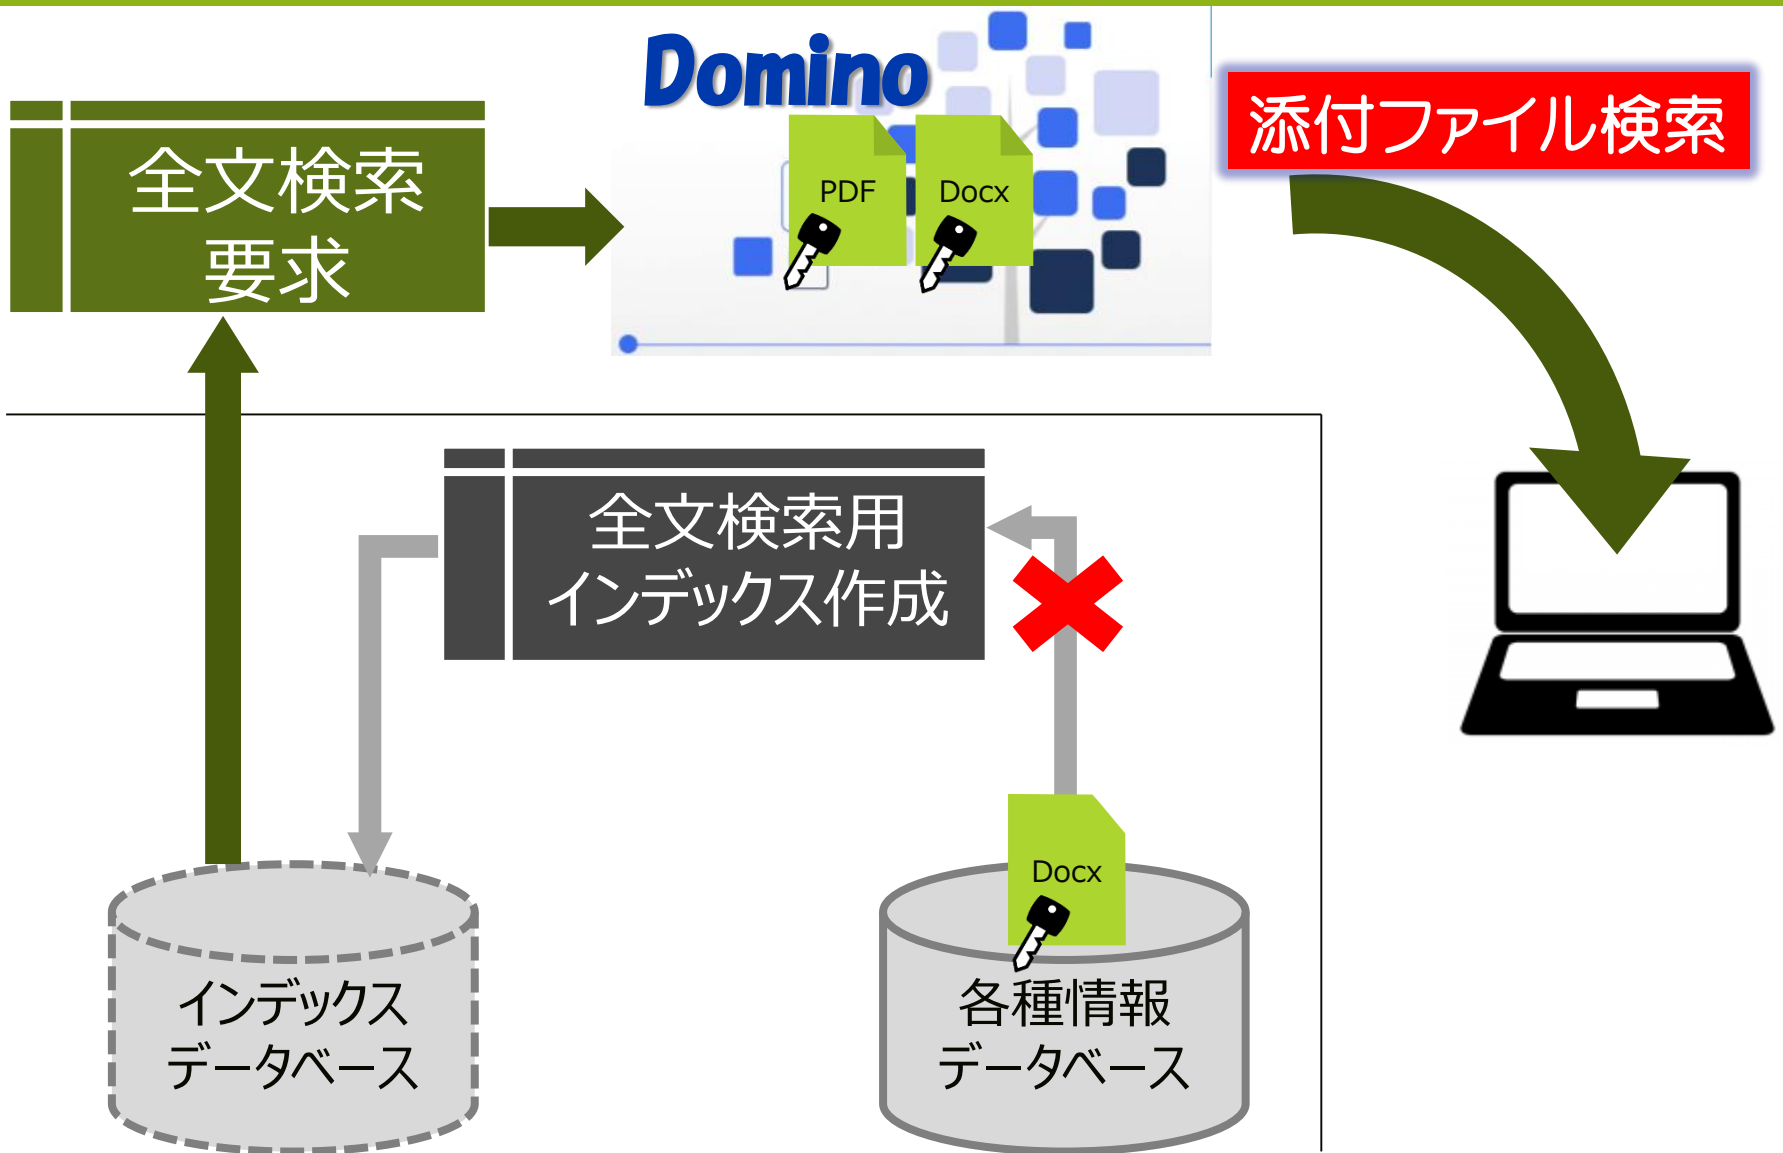 Domino
添付ファイル検索
全文検索
要求
PDF
Docx
全文検索用
インデックス作成
Docx
インデックス
データベース
各種情報
データベース